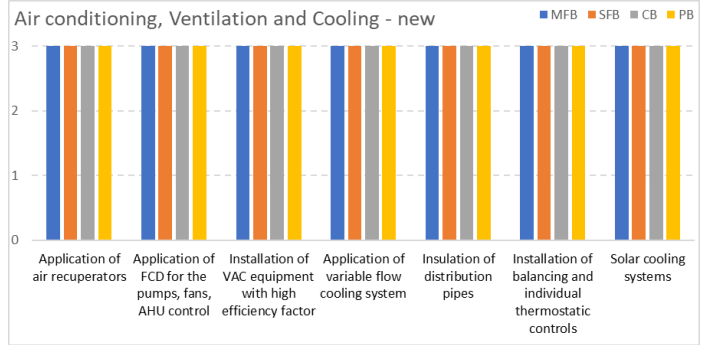 Air conditioning, Ventilation and Cooling - new
MFB SFB CB PB
3
2
1
0
Application of
air recuperators
Application of
FCD for the
pumps, fans,
AHU control
Installation of
VAC equipment
with high
efficiency factor
Application of
variable flow
cooling system
Insulation of
distribution
pipes
Installation of
balancing and
individual
thermostatic
controls
Solar cooling
systems